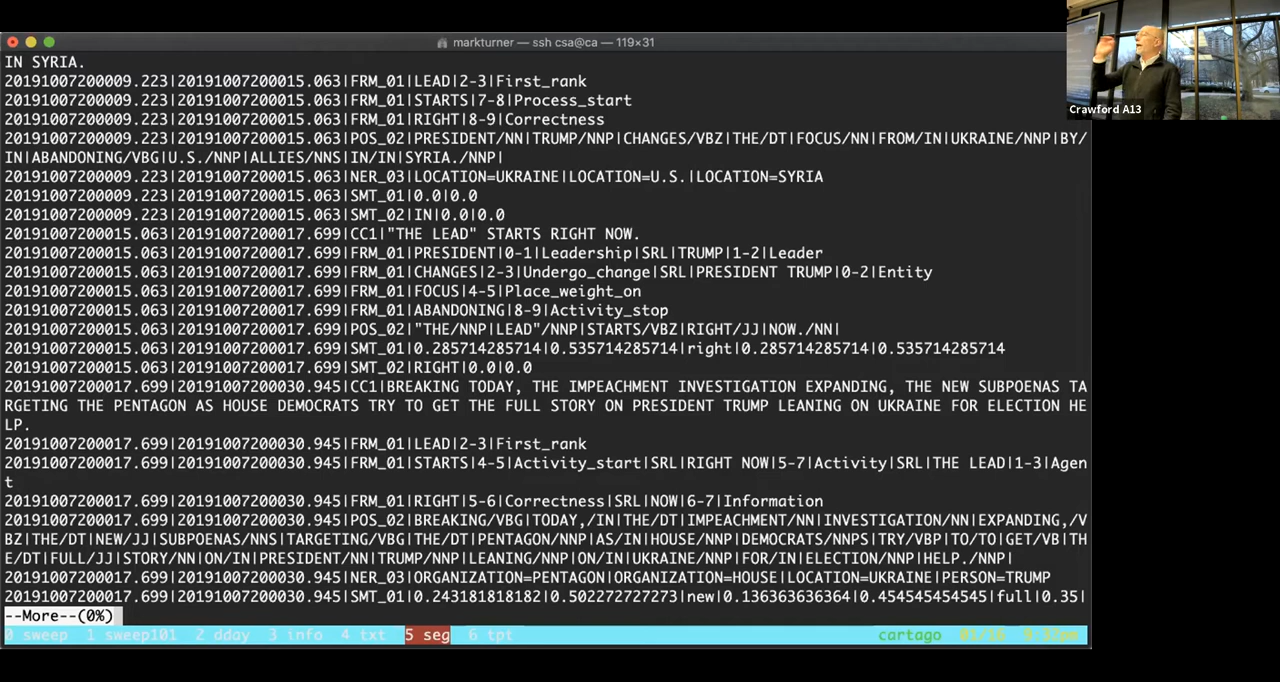 markturner — ssh csa@ca — 119×31
Crawford A13
IN SYRIA.
20191007200009.223|20191007200015.063|FRM_01|LEAD|2-3|First_rank
20191007200009.223|20191007200015.063|FRM_01|STARTS|7-8|Process_start
20191007200009.223|20191007200015.063|FRM_01|RIGHT|8-9|Correctness
20191007200009.223|20191007200015.063|POS_02|PRESIDENT/NN|TRUMP/NNP|CHANGES/VBZ|THE/DT|FOCUS/NN|FROM/IN|UKRAINE/NNP|BY/
IN|ABANDONING/VBG|U.S./NNP|ALLIES/NNS|IN/IN|SYRIA./NNP|
20191007200009.223|20191007200015.063|NER_03|LOCATION=UKRAINE|LOCATION=U.S.|LOCATION=SYRIA
20191007200009.223|20191007200015.063|SMT_01|0.0|0.0
20191007200009.223|20191007200015.063|SMT_02|IN|0.0|0.0
20191007200015.063|20191007200017.699|CC1|"THE LEAD" STARTS RIGHT NOW.
20191007200015.063|20191007200017.699|FRM_01|PRESIDENT|0-1|Leadership|SRL|TRUMP|1-2|Leader
20191007200015.063|20191007200017.699|FRM_01|CHANGES|2-3|Undergo_change|SRL|PRESIDENT TRUMP|0-2|Entity
20191007200015.063|20191007200017.699|FRM_01|FOCUS|4-5|Place_weight_on
20191007200015.063|20191007200017.699|FRM_01|ABANDONING|8-9|Activity_stop
20191007200015.063|20191007200017.699|POS_02|"THE/NNP|LEAD"/NNP|STARTS/VBZ|RIGHT/JJ|NOW./NN|
20191007200015.063|20191007200017.699|SMT_01|0.285714285714|0.535714285714|right|0.285714285714|0.535714285714
20191007200015.063|20191007200017.699|SMT_02|RIGHT|0.0|0.0
20191007200017.699|20191007200030.945|CC1|BREAKING TODAY, THE IMPEACHMENT INVESTIGATION EXPANDING, THE NEW SUBPOENAS TA
RGETING THE PENTAGON AS HOUSE DEMOCRATS TRY TO GET THE FULL STORY ON PRESIDENT TRUMP LEANING ON UKRAINE FOR ELECTION HE
LP.
20191007200017.699|20191007200030.945|FRM_01|LEAD|2-3|First_rank
20191007200017.699|20191007200030.945|FRM_01|STARTS|4-5|Activity_start|SRL|RIGHT NOW|5-7|Activity|SRL|THE LEAD|1-3|Agen
t
20191007200017.699|20191007200030.945|FRM_01|RIGHT|5-6|Correctness|SRL|NOW|6-7|Information
20191007200017.699|20191007200030.945|POS_02|BREAKING/VBG|TODAY,/IN|THE/DT|IMPEACHMENT/NN|INVESTIGATION/NN|EXPANDING,/V
BZ|THE/DT|NEW/JJ|SUBPOENAS/NNS|TARGETING/VBG|THE/DT|PENTAGON/NNP|AS/IN|HOUSE/NNP|DEMOCRATS/NNPS|TRY/VBP|TO/TO|GET/VB|TH
E/DT|FULL/JJ|STORY/NN|ON/IN|PRESIDENT/NN|TRUMP/NNP|LEANING/NNP|ON/IN|UKRAINE/NNP|FOR/IN|ELECTION/NNP|HELP./NNP|
20191007200017.699|20191007200030.945|NER_03|ORGANIZATION=PENTAGON|ORGANIZATION=HOUSE|LOCATION=UKRAINE|PERSON=TRUMP
20191007200017.699|20191007200030.945|SMT_01|0.243181818182|0.502272727273|new|0.136363636364|0.454545454545|full|0.35|
--More--(0%)
0 sweep 1 sweep101 2 dday 3 info 4 txt 5 seg 6 tpt cartago 01/16 9:37pm